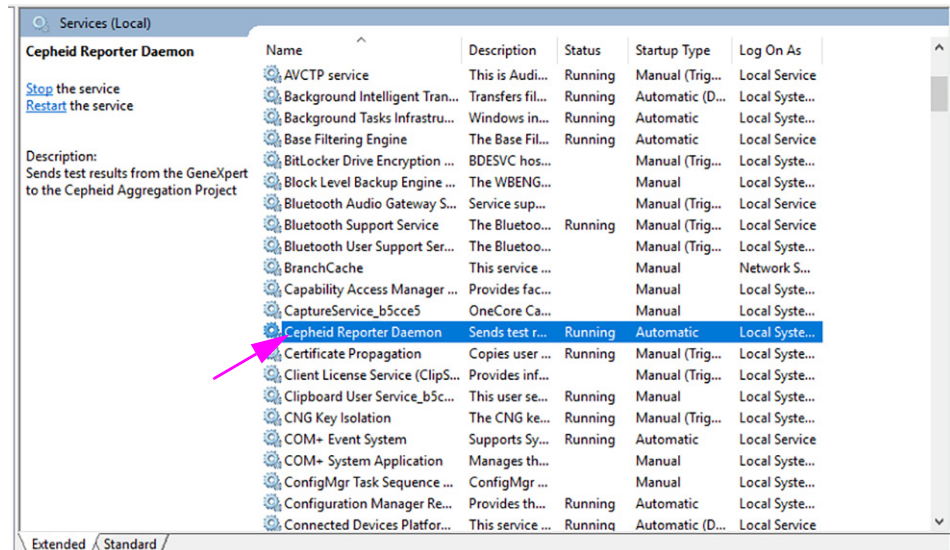 Services (Local)
Cepheid Reporter Daemon
Stop the service
Restart the service
Description:
Sends test results from the GeneXpert
to the Cepheid Aggregation Project
Name Description Status Startup Type Log On As
AVCTP service This is Audi... Running Manual (Trig... Local Service
Background Intelligent Tran... Transfers fil... Running Automatic (D... Local Syste...
Background Tasks Infrastru... Windows in... Running Automatic Local Syste...
Base Filtering Engine The Base Fil... Running Automatic Local Service
BitLocker Drive Encryption ... BDESVC hos... Manual (Trig... Local Syste...
Block Level Backup Engine ... The WBENG... Manual Local Syste...
Bluetooth Audio Gateway S... Service sup... Manual (Trig... Local Service
Bluetooth Support Service The Bluetoo... Running Manual (Trig... Local Service
Bluetooth User Support Ser... The Bluetoo... Manual (Trig... Local Syste...
BranchCache This service ... Manual Network S...
Capability Access Manager ... Provides fac... Manual Local Syste...
CaptureService_b5cce5 OneCore Ca... Manual Local Syste...
Cepheid Reporter Daemon Sends test r... Running Automatic Local Syste...
Certificate Propagation Copies user ... Running Manual (Trig... Local Syste...
Client License Service (ClipS... Provides inf... Manual (Trig... Local Syste...
Clipboard User Service_b5c... This user se... Running Manual Local Syste...
CNG Key Isolation The CNG ke... Running Manual (Trig... Local Syste...
COM+ Event System Supports Sy... Running Automatic Local Service
COM+ System Application Manages th... Manual Local Syste...
ConfigMgr Task Sequence ... ConfigMgr ... Manual Local Syste...
Configuration Manager Re... Provides th... Running Automatic Local Syste...
Connected Devices Platfor... This service ... Running Automatic (D... Local Service
Extended Standard